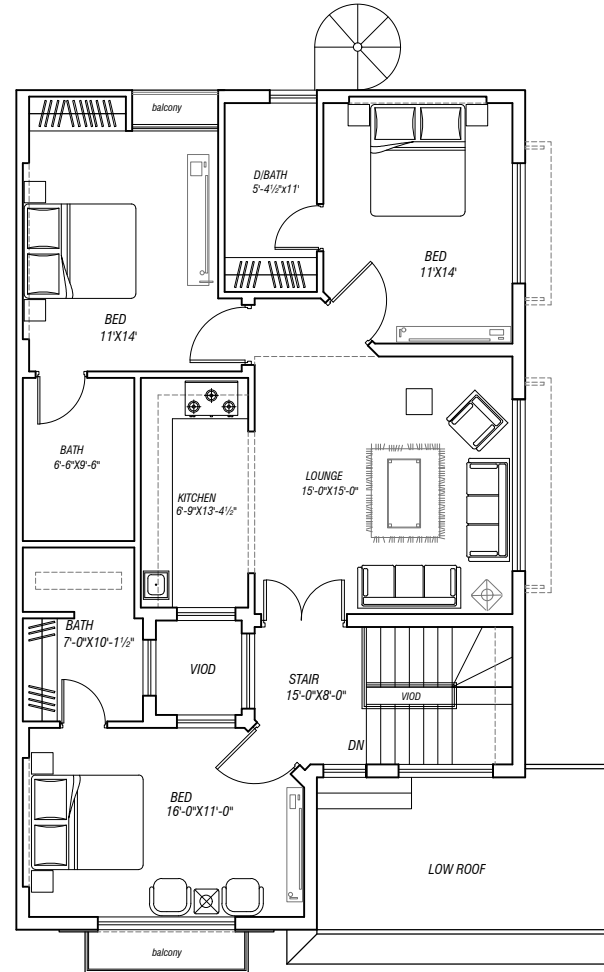 balcony
D/BATH
5'-4½"x11'
BED
11'X14'
BED
11'X14'
BATH
6'-6"X9'-6"
LOUNGE
15'-0"X15'-0"
KITCHEN
6'-9"X13'-4½"
BATH
7'-0"X10'-1½"
VIOD
STAIR
15'-0"X8'-0"
VIOD
DN
BED
16'-0"X11'-0"
LOW ROOF
balcony